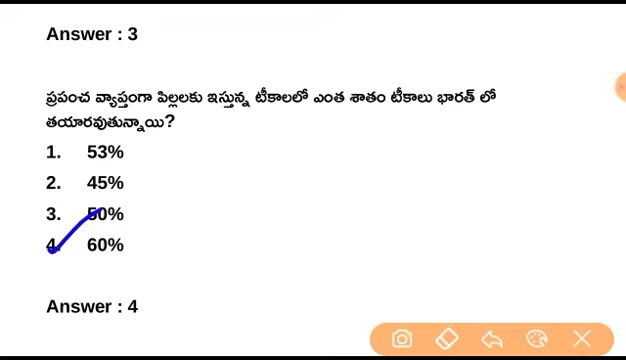 Answer : 3
ప్రపంచ వ్యాప్తంగా పిల్లలకు ఇస్తున్న టీకాలలో ఎంత శాతం టీకాలు భారత్ లో
తయారవుతున్నాయి?
1. 53%
2. 45%
3. 50%
4. 60%
Answer : 4